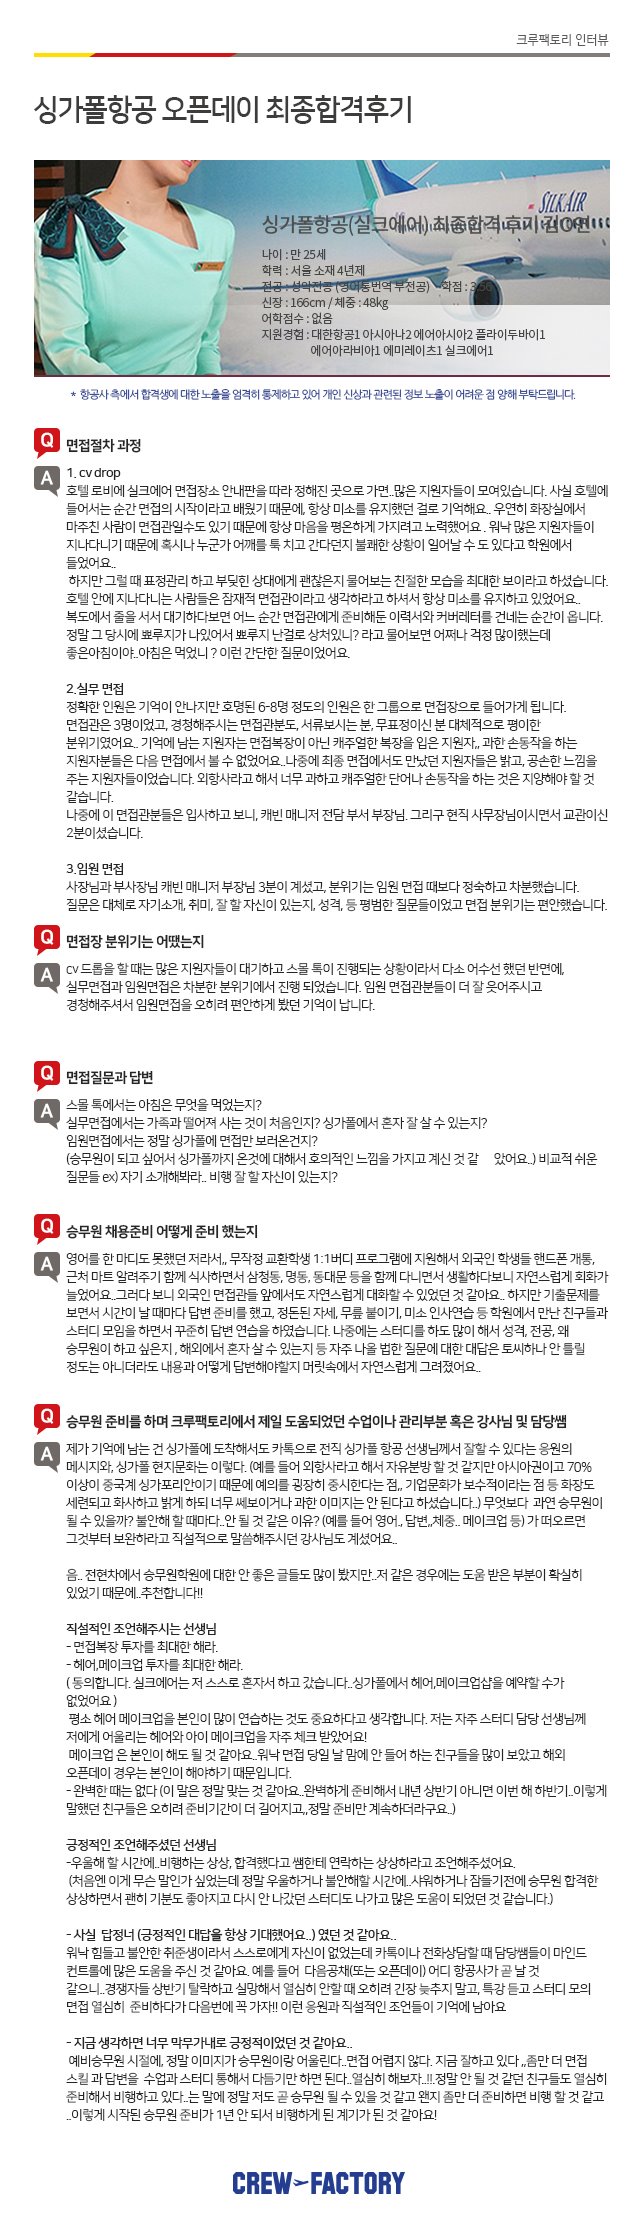 크루팩토리 인터뷰
싱가폴항공 오픈데이 최종합격후기
SILKAIR
싱가폴항공(실크에어) 최종합격 후기 김O연
나이 : 만 25세
학력 : 서울 소재 4년제
전공 : 성악전공 (영어통번역 부전공) 학점 : 3.56
신장 : 166cm / 체중 : 48kg
어학점수 : 없음
지원경험 : 대한항공1 아시아나2 에어아시아2 플라이두바이1
에어아라비아1 에미레이츠1 실크에어1
* 항공사 측에서 합격생에 대한 노출을 엄격히 통제하고 있어 개인 신상과 관련된 정보 노출이 어려운 점 양해 부탁드립니다.
Q 면접절차 과정
A 1. cv drop
호텔 로비에 실크에어 면접장소 안내판을 따라 정해진 곳으로 가면..많은 지원자들이 모여있습니다. 사실 호텔에
들어서는 순간 면접의 시작이라고 배웠기 때문에, 항상 미소를 유지했던 걸로 기억해요.. 우연히 화장실에서
마주친 사람이 면접관일수도 있기 때문에 항상 마음을 평온하게 가지려고 노력했어요 . 워낙 많은 지원자들이
지나다니기 때문에 혹시나 누군가 어깨를 툭 치고 간다던지 불쾌한 상황이 일어날 수 도 있다고 학원에서
들었어요..
하지만 그럴 때 표정관리 하고 부딪힌 상대에게 괜찮은지 물어보는 친절한 모습을 최대한 보이라고 하셨습니다.
호텔 안에 지나다니는 사람들은 잠재적 면접관이라고 생각하라고 하셔서 항상 미소를 유지하고 있었어요..
복도에서 줄을 서서 대기하다보면 어느 순간 면접관에게 준비해둔 이력서와 커버레터를 건네는 순간이 옵니다.
정말 그 당시에 뾰루지가 나있어서 뾰루지 난걸로 상처있니? 라고 물어보면 어쩌나 걱정 많이했는데
좋은아침이야..아침은 먹었니 ? 이런 간단한 질문이었어요.
2.실무 면접
정확한 인원은 기억이 안나지만 호명된 6-8명 정도의 인원은 한 그룹으로 면접장으로 들어가게 됩니다.
면접관은 3명이었고, 경청해주시는 면접관분도, 서류보시는 분, 무표정이신 분 대체적으로 평이한
분위기였어요.. 기억에 남는 지원자는 면접복장이 아닌 캐주얼한 복장을 입은 지원자,, 과한 손동작을 하는
지원자분들은 다음 면접에서 볼 수 없었어요..나중에 최종 면접에서도 만났던 지원자들은 밝고, 공손한 느낌을
주는 지원자들이었습니다. 외항사라고 해서 너무 과하고 캐주얼한 단어나 손동작을 하는 것은 지양해야 할 것
같습니다.
나중에 이 면접관분들은 입사하고 보니, 캐빈 매니저 전담 부서 부장님. 그리구 현직 사무장님이시면서 교관이신
2분이셨습니다.
3.임원 면접
사장님과 부사장님 캐빈 매니저 부장님 3분이 계셨고, 분위기는 임원 면접 때보다 정숙하고 차분했습니다.
질문은 대체로 자기소개, 취미, 잘 할 자신이 있는지, 성격, 등 평범한 질문들이었고 면접 분위기는 편안했습니다.
Q 면접장 분위기는 어땠는지
A cv 드롭을 할 때는 많은 지원자들이 대기하고 스몰 톡이 진행되는 상황이라서 다소 어수선 했던 반면에,
실무면접과 임원면접은 차분한 분위기에서 진행 되었습니다. 임원 면접관분들이 더 잘 웃어주시고
경청해주셔서 임원면접을 오히려 편안하게 봤던 기억이 납니다.
Q 면접질문과 답변
A 스몰 톡에서는 아침은 무엇을 먹었는지?
실무면접에서는 가족과 떨어져 사는 것이 처음인지? 싱가폴에서 혼자 잘 살 수 있는지?
임원면접에서는 정말 싱가폴에 면접만 보러온건지?
(승무원이 되고 싶어서 싱가폴까지 온것에 대해서 호의적인 느낌을 가지고 계신 것 같 았어요..) 비교적 쉬운
질문들 ex) 자기 소개해봐라.. 비행 잘 할 자신이 있는지?
Q 승무원 채용준비 어떻게 준비 했는지
A 영어를 한 마디도 못했던 저라서,, 무작정 교환학생 1:1버디 프로그램에 지원해서 외국인 학생들 핸드폰 개통,
근처 마트 알려주기 함께 식사하면서 삼청동, 명동, 동대문 등을 함께 다니면서 생활하다보니 자연스럽게 회화가
늘었어요..그러다 보니 외국인 면접관들 앞에서도 자연스럽게 대화할 수 있었던 것 같아요.. 하지만 기출문제를
보면서 시간이 날 때마다 답변 준비를 했고, 정돈된 자세, 무릎 붙이기, 미소 인사연습 등 학원에서 만난 친구들과
스터디 모임을 하면서 꾸준히 답변 연습을 하였습니다. 나중에는 스터디를 하도 많이 해서 성격, 전공, 왜
승무원이 하고 싶은지 , 해외에서 혼자 살 수 있는지 등 자주 나올 법한 질문에 대한 대답은 토씨하나 안 틀릴
정도는 아니더라도 내용과 어떻게 답변해야할지 머릿속에서 자연스럽게 그려졌어요..
Q 승무원 준비를 하며 크루팩토리에서 제일 도움되었던 수업이나 관리부분 혹은 강사님 및 담당쌤
A 제가 기억에 남는 건 싱가폴에 도착해서도 카톡으로 전직 싱가폴 항공 선생님께서 잘할 수 있다는 응원의
메시지와, 싱가폴 현지문화는 이렇다. (예를 들어 외항사라고 해서 자유분방 할 것 같지만 아시아권이고 70%
이상이 중국계 싱가포리안이기 때문에 예의를 굉장히 중시한다는 점,, 기업문화가 보수적이라는 점 등 화장도
세련되고 화사하고 밝게 하되 너무 쎄보이거나 과한 이미지는 안 된다고 하셨습니다..) 무엇보다 과연 승무원이
될 수 있을까? 불안해 할 때마다..안 될 것 같은 이유? (예를 들어 영어., 답변,,체중.. 메이크업 등) 가 떠오르면
그것부터 보완하라고 직설적으로 말씀해주시던 강사님도 계셨어요..
음.. 전현차에서 승무원학원에 대한 안 좋은 글들도 많이 봤지만..저 같은 경우에는 도움 받은 부분이 확실히
있었기 때문에..추천합니다!!
직설적인 조언해주시는 선생님
- 면접복장 투자를 최대한 해라.
- 헤어,메이크업 투자를 최대한 해라.
( 동의합니다. 실크에어는 저 스스로 혼자서 하고 갔습니다..싱가폴에서 헤어,메이크업샵을 예약할 수가
없었어요 )
평소 헤어 메이크업을 본인이 많이 연습하는 것도 중요하다고 생각합니다. 저는 자주 스터디 담당 선생님께
저에게 어울리는 헤어와 아이 메이크업을 자주 체크 받았어요!
메이크업 은 본인이 해도 될 것 같아요..워낙 면접 당일 날 맘에 안 들어 하는 친구들을 많이 보았고 해외
오픈데이 경우는 본인이 해야하기 때문입니다.
- 완벽한 때는 없다 (이 말은 정말 맞는 것 같아요..완벽하게 준비해서 내년 상반기 아니면 이번 해 하반기..이렇게
말했던 친구들은 오히려 준비기간이 더 길어지고,,정말 준비만 계속하더라구요..)
긍정적인 조언해주셨던 선생님
-우울해 할 시간에..비행하는 상상, 합격했다고 쌤한테 연락하는 상상하라고 조언해주셨어요.
(처음엔 이게 무슨 말인가 싶었는데 정말 우울하거나 불안해할 시간에..샤워하거나 잠들기전에 승무원 합격한
상상하면서 괜히 기분도 좋아지고 다시 안 나갔던 스터디도 나가고 많은 도움이 되었던 것 같습니다.)
- 사실 답정너 (긍정적인 대답을 항상 기대했어요..) 였던 것 같아요..
워낙 힘들고 불안한 취준생이라서 스스로에게 자신이 없었는데 카톡이나 전화상담할 때 담당쌤들이 마인드
컨트롤에 많은 도움을 주신 것 같아요. 예를 들어 다음공채(또는 오픈데이) 어디 항공사가 곧 날 것
같으니..경쟁자들 상반기 탈락하고 실망해서 열심히 안할 때 오히려 긴장 늦추지 말고, 특강 듣고 스터디 모의
면접 열심히 준비하다가 다음번에 꼭 가자!! 이런 응원과 직설적인 조언들이 기억에 남아요
- 지금 생각하면 너무 막무가내로 긍정적이었던 것 같아요..
예비승무원 시절에, 정말 이미지가 승무원이랑 어울린다..면접 어렵지 않다. 지금 잘하고 있다 ,,좀만 더 면접
스킬 과 답변을 수업과 스터디 통해서 다듬기만 하면 된다..열심히 해보자..!!.정말 안 될 것 같던 친구들도 열심히
준비해서 비행하고 있다..는 말에 정말 저도 곧 승무원 될 수 있을 것 같고 왠지 좀만 더 준비하면 비행 할 것 같고
..이렇게 시작된 승무원 준비가 1년 안 되서 비행하게 된 계기가 된 것 같아요!
CREW FACTORY